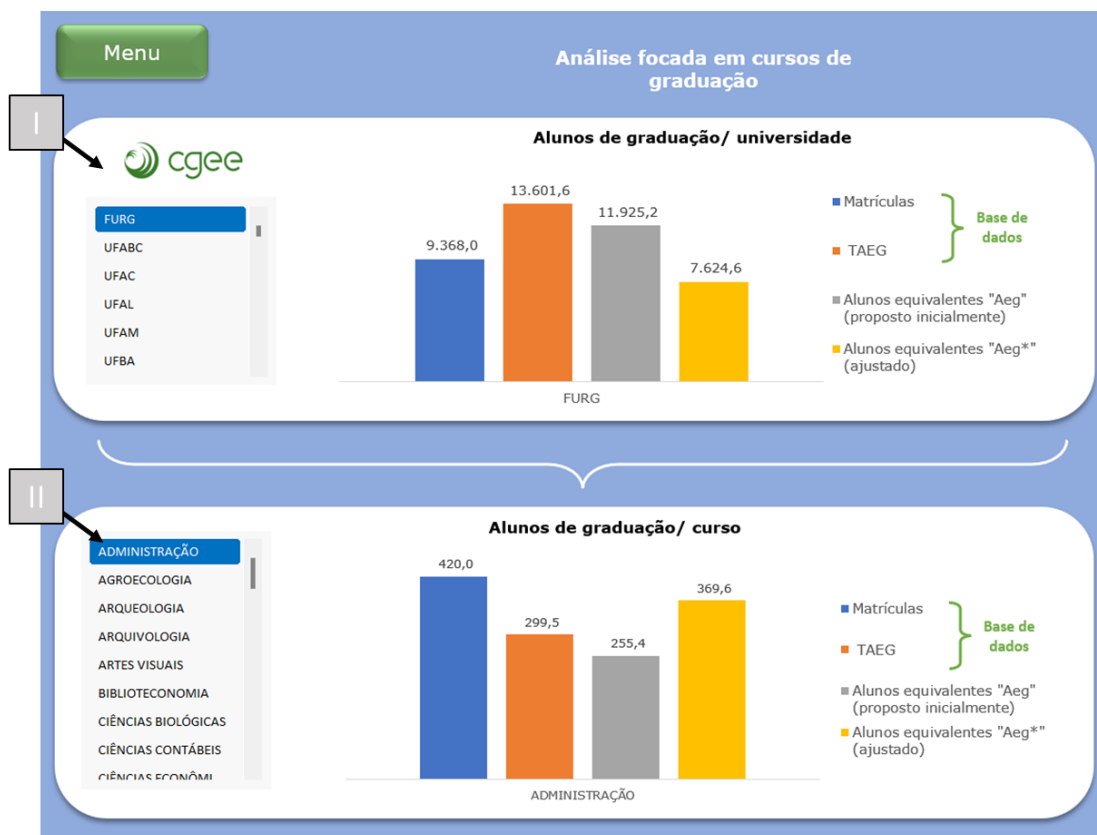 Menu
Análise focada em cursos de
graduação
I
cgee
FURG
UFABC
UFAC
UFAL
UFAM
UFBA
Alunos de graduação/ universidade
9.368,0
13.601,6
11.925,2
7.624,6
FURG
Matrículas
TAEG
Base de
dados
Alunos equivalentes "Aeg"
(proposto inicialmente)
Alunos equivalentes "Aeg*"
(ajustado)
II
ADMINISTRAÇÃO
AGROECOLOGIA
ARQUEOLOGIA
ARQUIVOLOGIA
ARTES VISUAIS
BIBLIOTECONOMIA
CIÊNCIAS BIOLÓGICAS
CIÊNCIAS CONTÁBEIS
CIÊNCIAS ECONÔMI
Alunos de graduação/ curso
420,0
299,5
255,4
369,6
ADMINISTRAÇÃO
Matrículas
TAEG
Base de
dados
Alunos equivalentes "Aeg"
(proposto inicialmente)
Alunos equivalentes "Aeg*"
(ajustado)